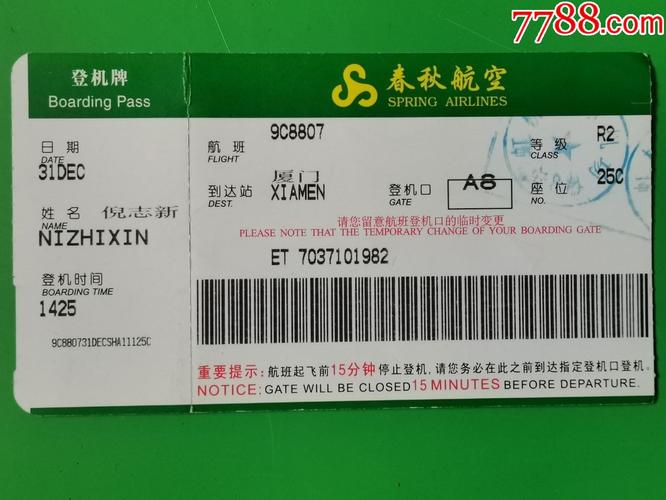 7788.com
登机牌
Boarding Pass
春秋航空
SPRING AIRLINES
日期
DATE
31DEC
姓名 倪志新
NAME
NIZHIXIN
登机时间
BOARDING TIME
1425
9C880731DECSHA11125C
航班 9C8807
FLIGHT
等级 R2
CLASS
到达站 厦门
DEST. XIAMEN
登机口 A8
座位 25C
NO.
请您留意航班登机口的临时变更
PLEASE NOTE THAT THE TEMPORARY CHANGE OF YOUR BOARDING GATE
ET 7037101982
重要提示：航班起飞前15分钟停止登机，请您务必在此之前到达指定登机口登机。
NOTICE: GATE WILL BE CLOSED 15 MINUTES BEFORE DEPARTURE.